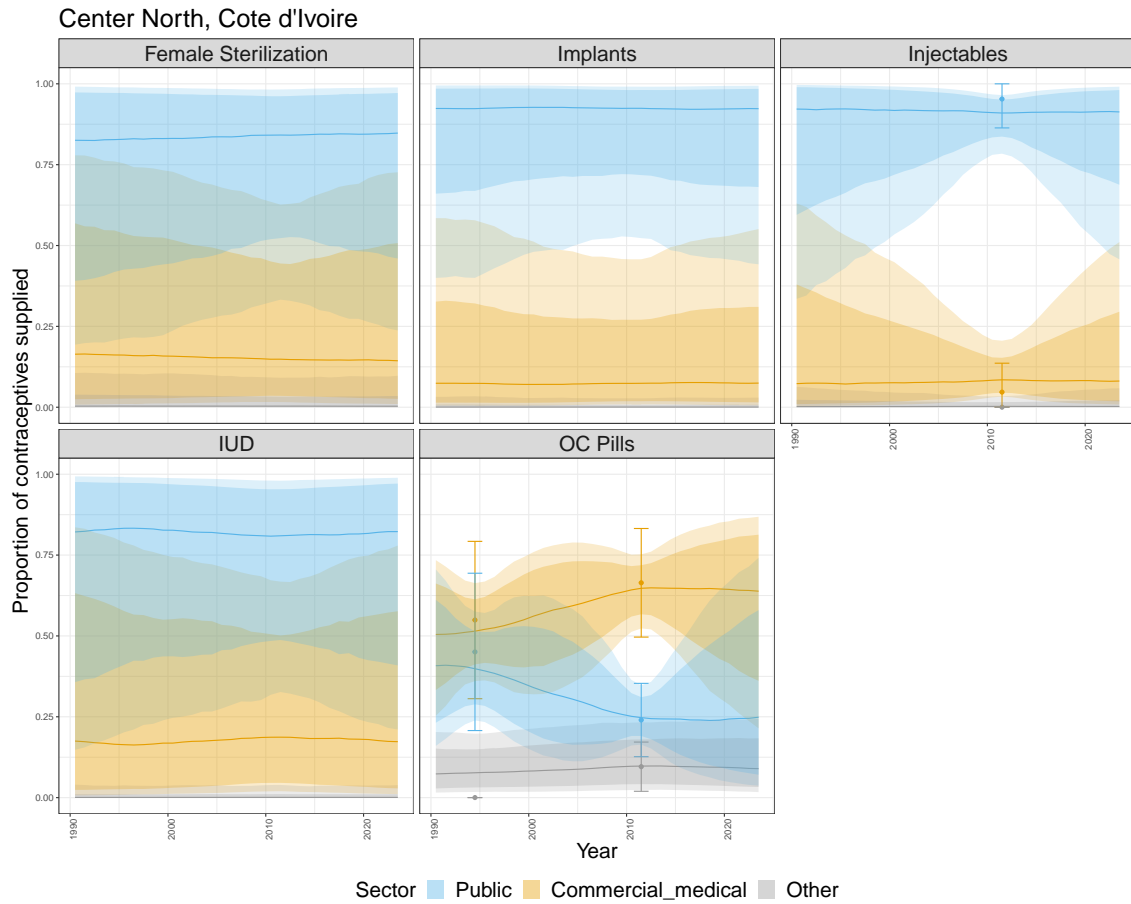 Center North, Cote d'Ivoire
Female Sterilization
Implants
Injectables
1.00
0.75
0.50
0.25
0.00
1990
2000
2010
2020
IUD
OC Pills
1.00
0.75
0.50
0.25
0.00
1990
2000
2010
2020
1990
2000
2010
2020
Proportion of contraceptives supplied
Year
Sector Public Commercial_medical Other